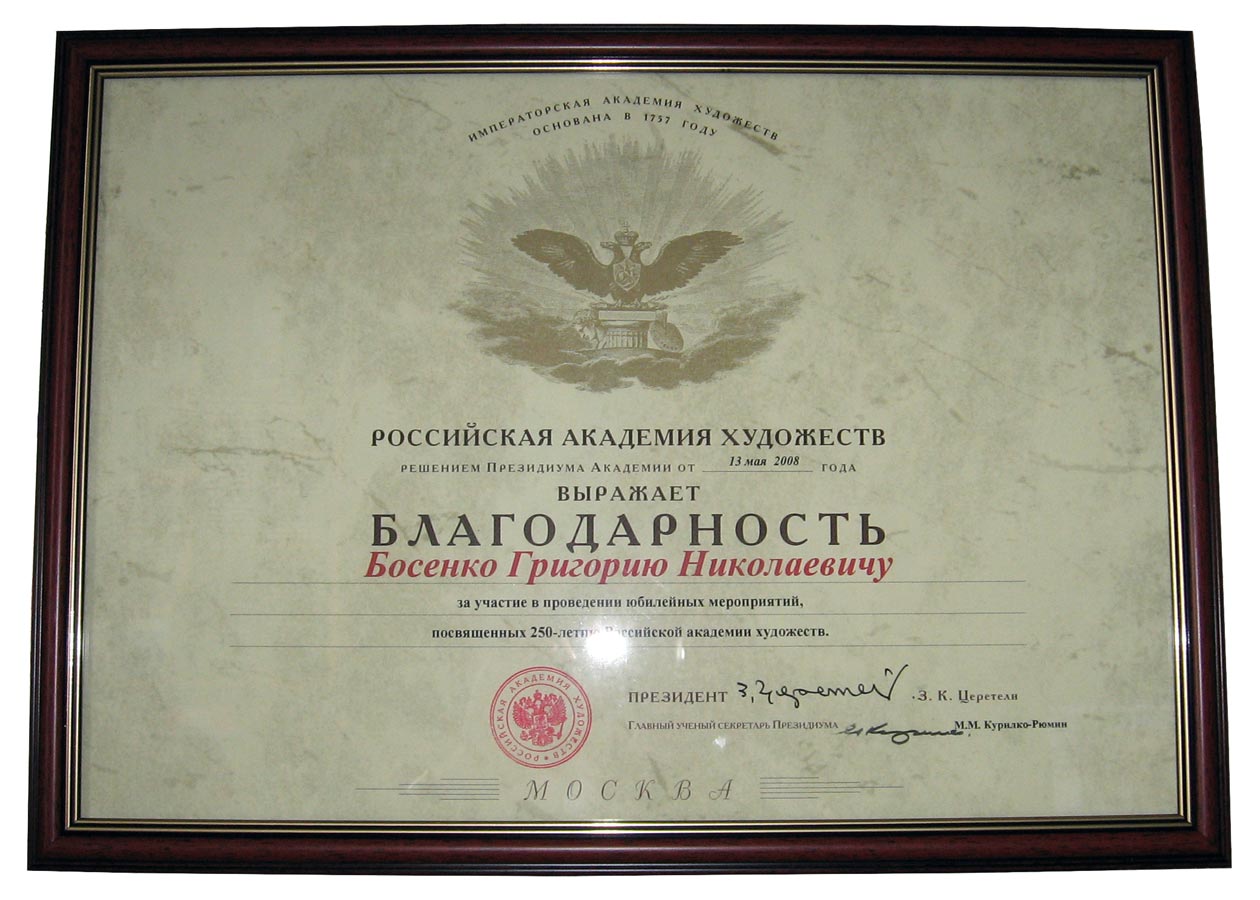 ИМПЕРАТОРСКАЯ АКАДЕМИЯ ХУДОЖЕСТВ
ОСНОВАНА В 1757 ГОДУ
РОССИЙСКАЯ АКАДЕМИЯ ХУДОЖЕСТВ
РЕШЕНИЕМ ПРЕЗИДИУМА АКАДЕМИИ ОТ 13 мая 2008 ГОДА
ВЫРАЖАЕТ
БЛАГОДАРНОСТЬ
Босенко Григорию Николаевичу
за участие в проведении юбилейных мероприятий,
посвященных 250-летию Российской академии художеств.
РОССИЙСКАЯ АКАДЕМИЯ ХУДОЖЕСТВ
ПРЕЗИДЕНТ З. Церетели З. К. Церетели
ГЛАВНЫЙ УЧЕНЫЙ СЕКРЕТАРЬ ПРЕЗИДИУМА М.М. Курилко-Рюмин
МОСКВА